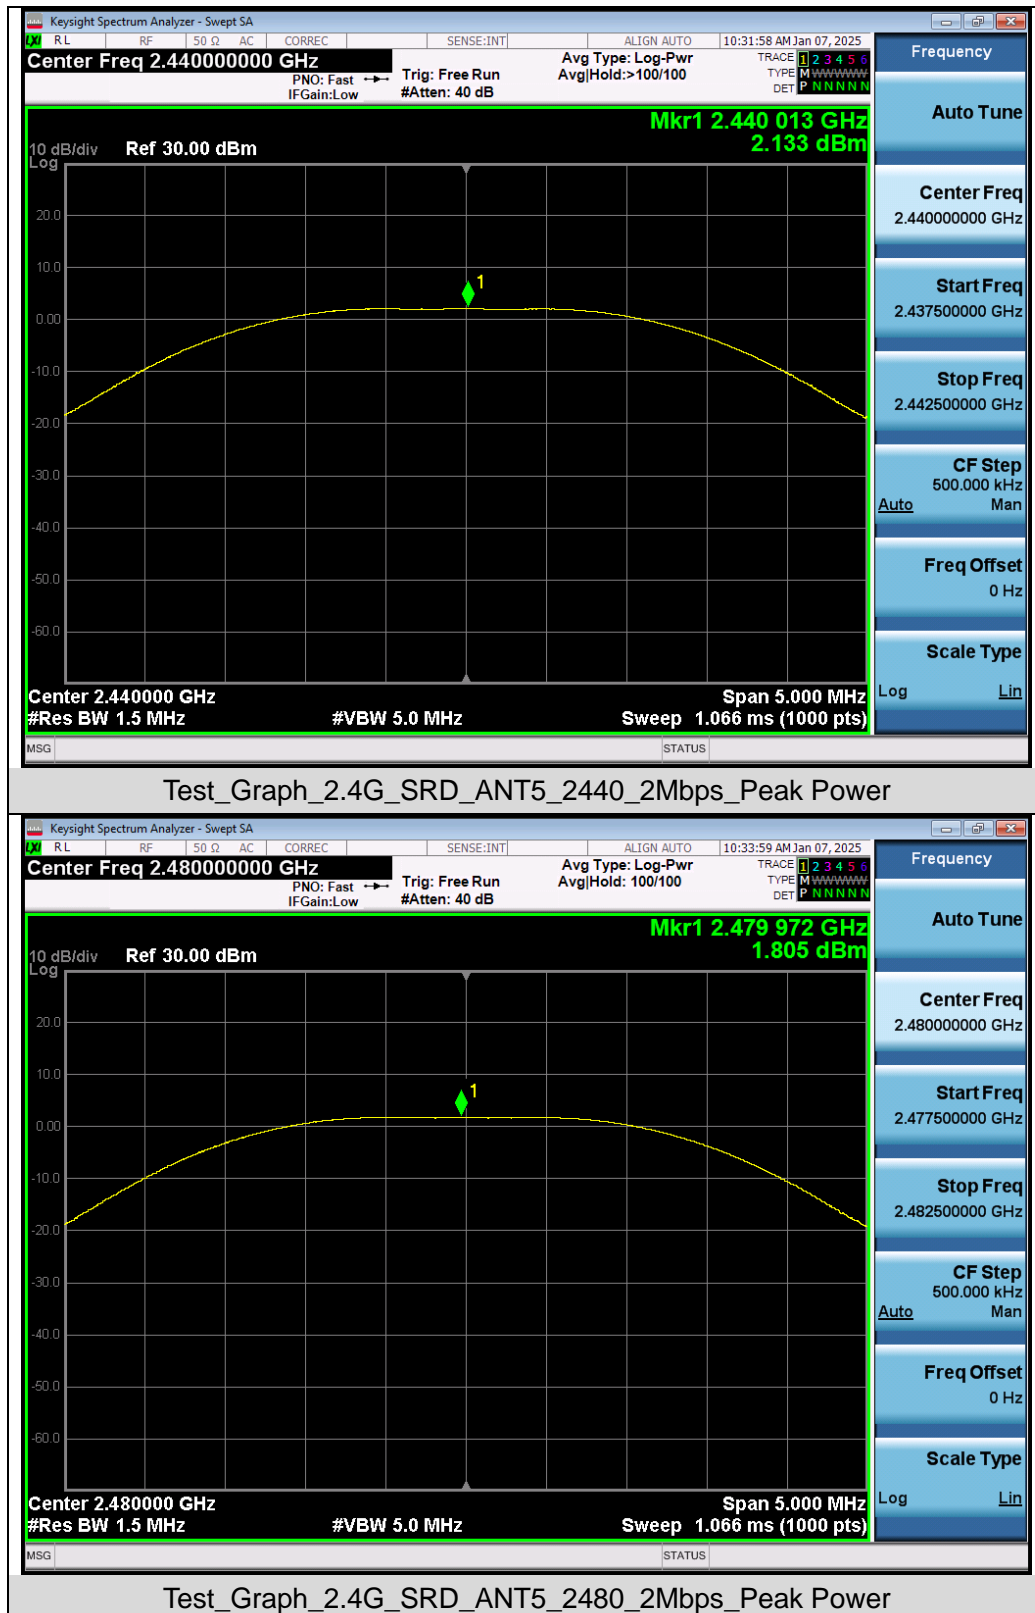 Keysight Spectrum Analyzer - Swept SA
LXI RL RF 50 Ω AC CORREC SENSE:INT ALIGN AUTO 10:31:58 AM Jan 07, 2025
Center Freq 2.440000000 GHz
PNO: Fast
IFGain:Low
Trig: Free Run
#Atten: 40 dB
Avg Type: Log-Pwr
Avg|Hold:>100/100
TRACE 1 2 3 4 5 6
TYPE M WWWWW
DET P N N N N N
Mkr1 2.440 013 GHz
2.133 dBm
10 dB/div Ref 30.00 dBm
Log
20.0
10.0
1
0.00
-10.0
-20.0
-30.0
-40.0
-50.0
-60.0
Center 2.440000 GHz Span 5.000 MHz
#Res BW 1.5 MHz #VBW 5.0 MHz Sweep 1.066 ms (1000 pts)
MSG STATUS
Frequency
Auto Tune
Center Freq
2.440000000 GHz
Start Freq
2.437500000 GHz
Stop Freq
2.442500000 GHz
CF Step
500.000 kHz
Auto Man
Freq Offset
0 Hz
Scale Type
Log Lin
Test_Graph_2.4G_SRD_ANT5_2440_2Mbps_Peak Power
Keysight Spectrum Analyzer - Swept SA
LXI RL RF 50 Ω AC CORREC SENSE:INT ALIGN AUTO 10:33:59 AM Jan 07, 2025
Center Freq 2.480000000 GHz
PNO: Fast
IFGain:Low
Trig: Free Run
#Atten: 40 dB
Avg Type: Log-Pwr
Avg|Hold: 100/100
TRACE 1 2 3 4 5 6
TYPE M WWWWW
DET P N N N N N
Mkr1 2.479 972 GHz
1.805 dBm
10 dB/div Ref 30.00 dBm
Log
20.0
10.0
1
0.00
-10.0
-20.0
-30.0
-40.0
-50.0
-60.0
Center 2.480000 GHz Span 5.000 MHz
#Res BW 1.5 MHz #VBW 5.0 MHz Sweep 1.066 ms (1000 pts)
MSG STATUS
Frequency
Auto Tune
Center Freq
2.480000000 GHz
Start Freq
2.477500000 GHz
Stop Freq
2.482500000 GHz
CF Step
500.000 kHz
Auto Man
Freq Offset
0 Hz
Scale Type
Log Lin
Test_Graph_2.4G_SRD_ANT5_2480_2Mbps_Peak Power